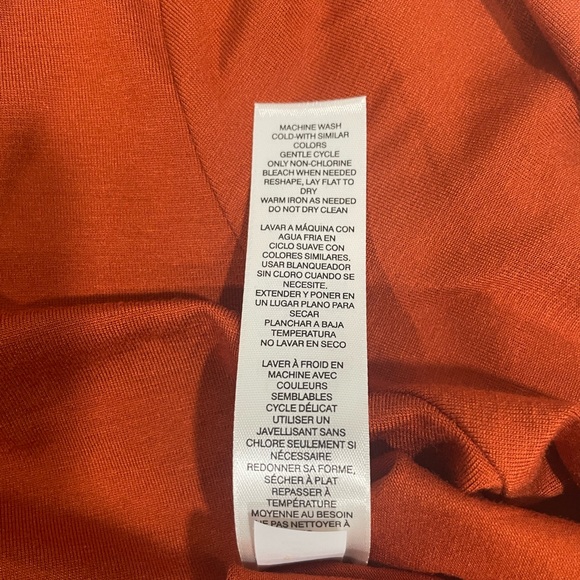 MACHINE WASH
COLD-WITH SIMILAR
COLORS
GENTLE CYCLE
ONLY NON-CHLORINE
BLEACH WHEN NEEDED
RESHAPE, LAY FLAT TO
DRY
WARM IRON AS NEEDED
DO NOT DRY CLEAN
LAVAR A MÁQUINA CON
AGUA FRIA EN
CICLO SUAVE CON
COLORES SIMILARES.
USAR BLANQUEADOR
SIN CLORO CUANDO SE
NECESITE.
EXTENDER Y PONER EN
UN LUGAR PLANO PARA
SECAR
PLANCHAR A BAJA
TEMPERATURA
NO LAVAR EN SECO
LAVER À FROID EN
MACHINE AVEC
COULEURS
SEMBLABLES
CYCLE DÉLICAT
UTILISER UN
JAVELLISANT SANS
CHLORE SEULEMENT SI
NÉCESSAIRE
REDONNER SA FORME,
SÉCHER À PLAT
REPASSER À
TEMPÉRATURE
MOYENNE AU BESOIN
NE PAS NETTOYER À